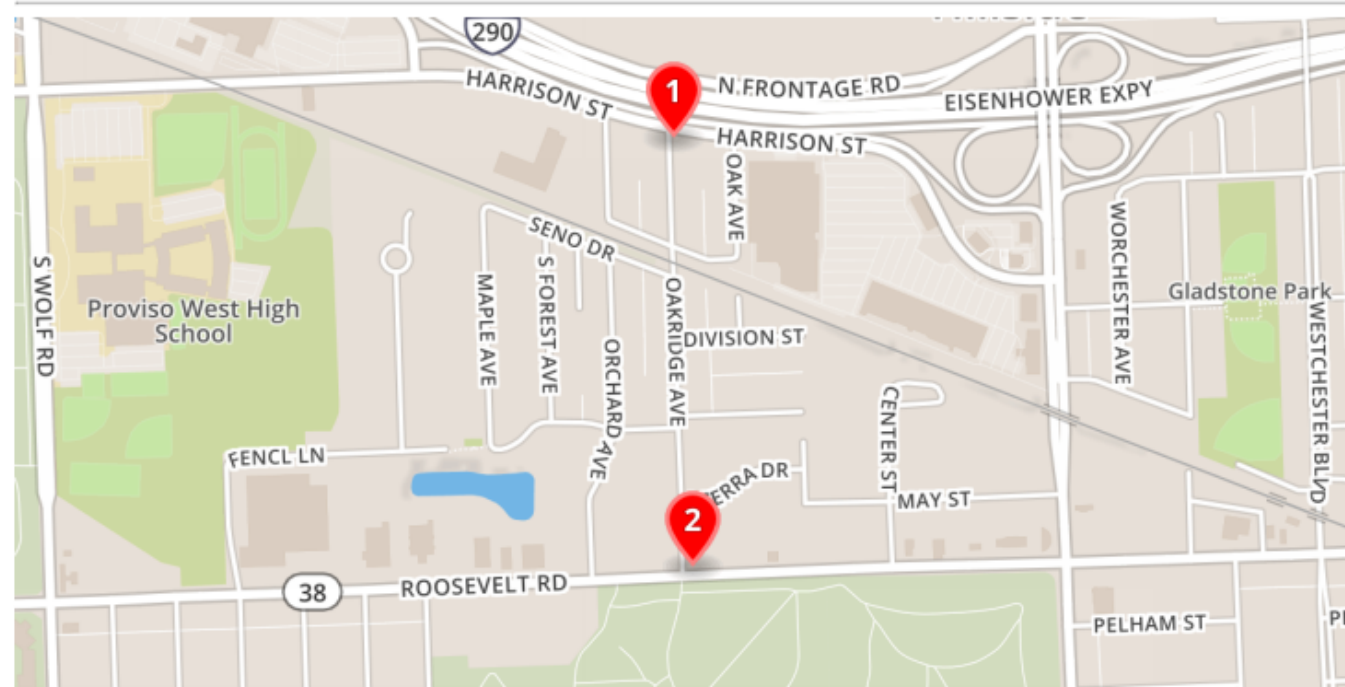 290
N FRONTAGE RD
EISENHOWER EXPY
HARRISON ST
1
HARRISON ST
OAK AVE
S WOLF RD
SENO DR
WORCHESTER AVE
Proviso West High
School
MAPLE AVE
S FOREST AVE
ORCHARD AVE
OAKRIDGE AVE
DIVISION ST
Gladstone Park
WESTCHESTER BLVD
CENTER ST
FENCL LN
MAY ST
2
38
ROOSEVELT RD
PELHAM ST